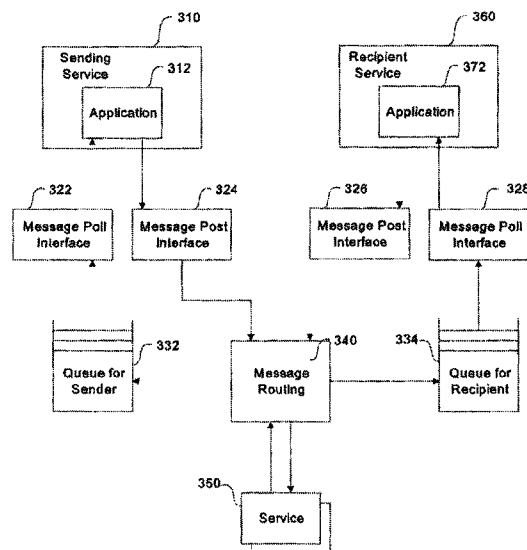 310
360
Sending
Service
312
Application
Recipient
Service
372
Application
322
324
326
328
Message Poll
Interface
Message Post
Interface
Message Post
Interface
Message Poll
Interface
332
340
334
Queue for
Sender
Message
Routing
Queue for
Recipient
350
Service